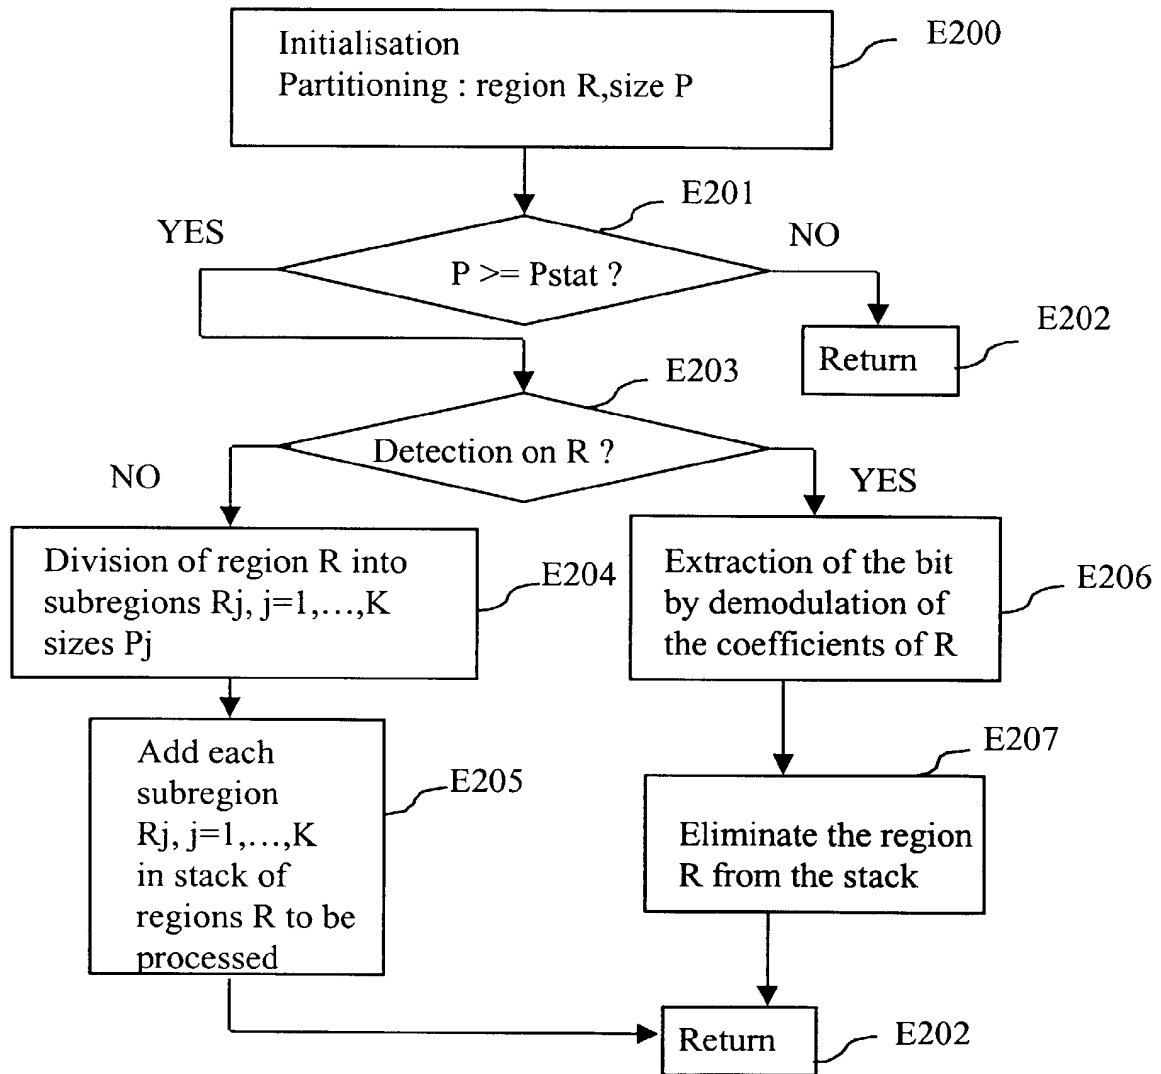 Initialisation
Partitioning : region R,size P
E200
E201
YES
NO
P >= Pstat ?
E202
Return
E203
Detection on R ?
NO
YES
Division of region R into
subregions Rj, j=1,...,K
sizes Pj
E204
Extraction of the bit
by demodulation of
the coefficients of R
E206
Add each
subregion
Rj, j=1,...,K
in stack of
regions R to be
processed
E205
E207
Eliminate the region
R from the stack
Return
E202